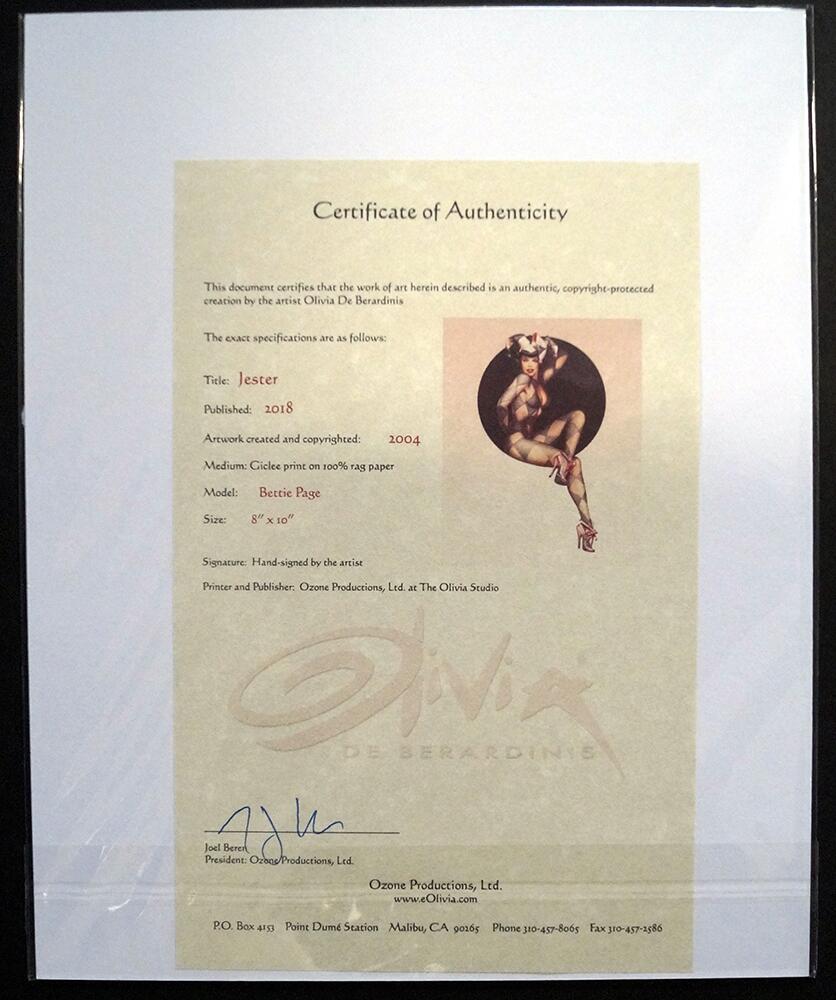 Certificate of Authenticity
This document certifies that the work of art herein described is an authentic, copyright-protected
creation by the artist Olivia De Berardinis
The exact specifications are as follows:
Title: Jester
Published: 2018
Artwork created and copyrighted: 2004
Medium: Giclee print on 100% rag paper
Model: Bettie Page
Size: 8" x 10"
Signature: Hand-signed by the artist
Printer and Publisher: Ozone Productions, Ltd. at The Olivia Studio
Olivia
DE BERARDINIS
Joel Beren
President: Ozone Productions, Ltd.
Ozone Productions, Ltd.
www.eOlivia.com
P.O. Box 4153 Point Dumé Station Malibu, CA 90265 Phone 310-457-8065 Fax 310-457-2586